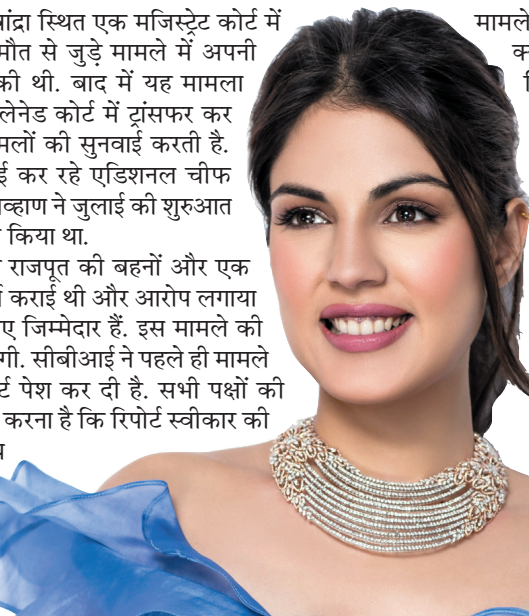 बांद्रा स्थित एक मजिस्ट्रेट कोर्ट में
मौत से जुड़े मामले में अपनी
की थी. बाद में यह मामला
कोर्ट में ट्रांसफर कर
की सुनवाई करती है.
कर रहे एडिशनल चीफ
ने जुलाई की शुरुआत
किया था.
राजपूत की बहनों और एक
कराई थी और आरोप लगाया
जिम्मेदार हैं. इस मामले की
सीबीआई ने पहले ही मामले
पेश कर दी है. सभी पक्षों की
करना है कि रिपोर्ट स्वीकार की
मामले